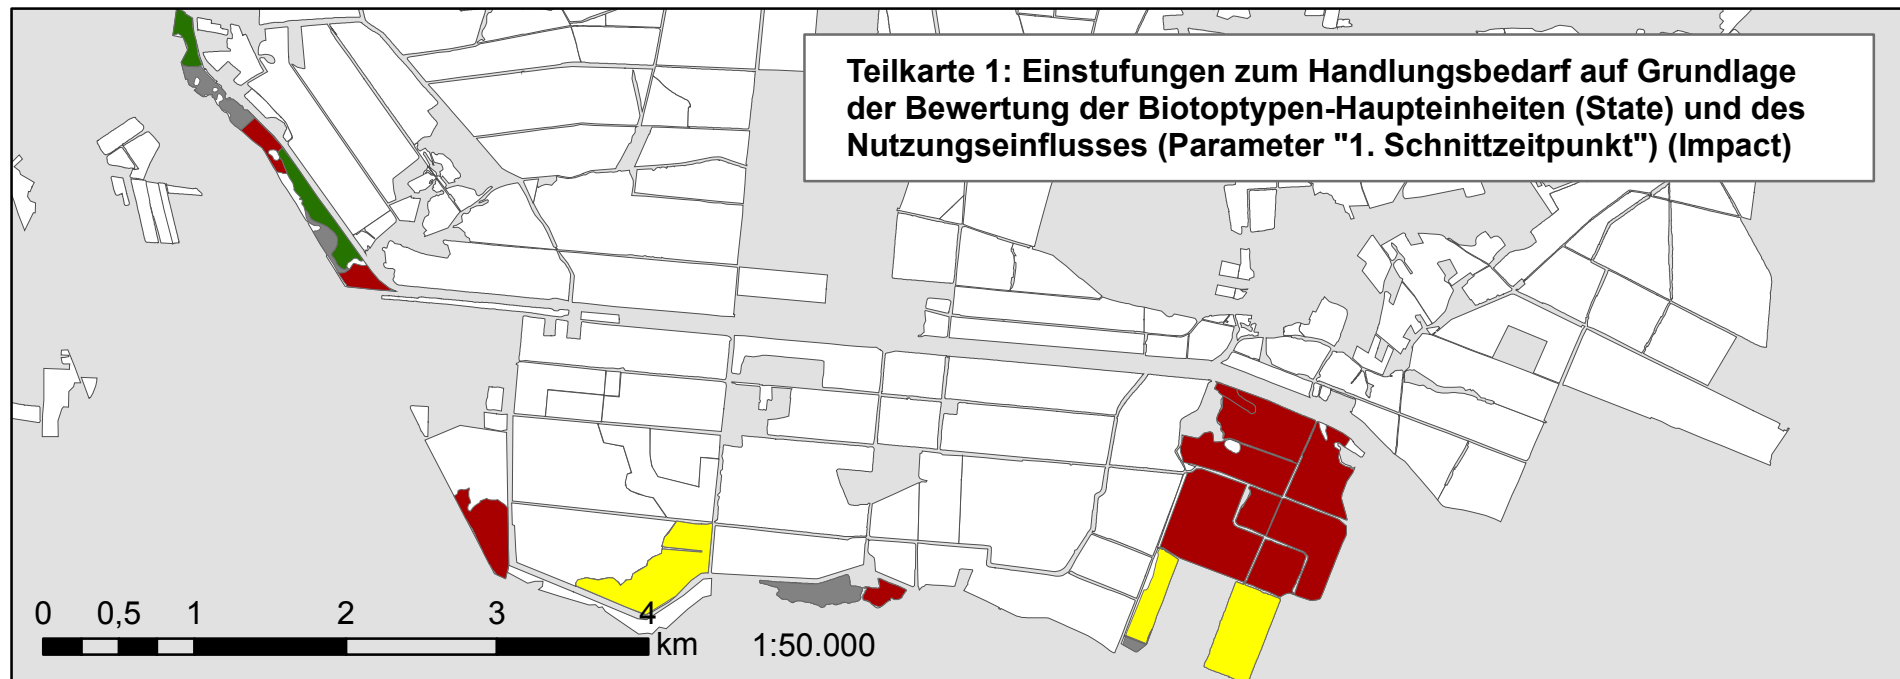 Teilkarte 1: Einstufungen zum Handlungsbedarf auf Grundlage
der Bewertung der Biotoptypen-Haupteinheiten (State) und des
Nutzungseinflusses (Parameter "1. Schnittzeitpunkt") (Impact)
0 0,5 1 2 3 4
km 1:50.000